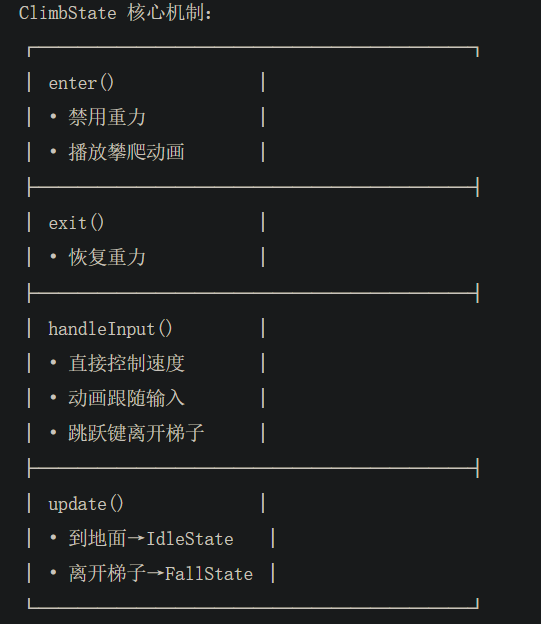 ClimbState 核心机制：
enter()
• 禁用重力
• 播放攀爬动画
exit()
• 恢复重力
handleInput()
• 直接控制速度
• 动画跟随输入
• 跳跃键离开梯子
update()
• 到地面→IdleState
• 离开梯子→FallState